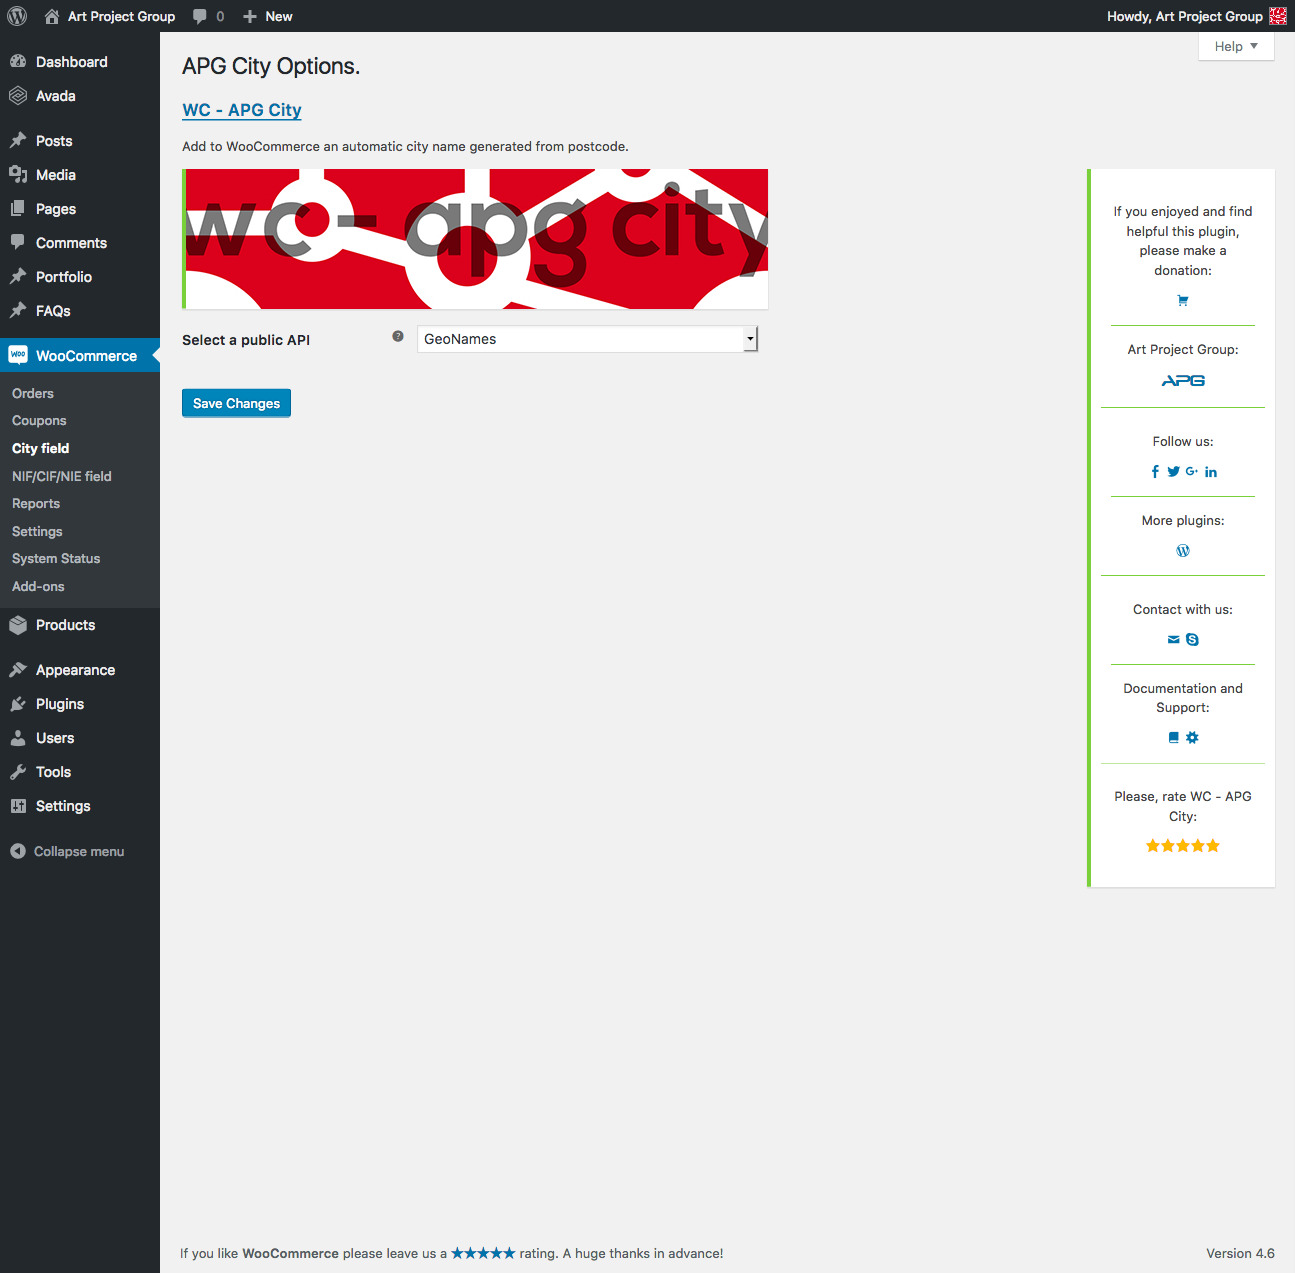 Art Project Group 0 New Howdy, Art Project Group
Help
Dashboard
Avada
Posts
Media
Pages
Comments
Portfolio
FAQs
WooCommerce
Orders
Coupons
City field
NIF/CIF/NIE field
Reports
Settings
System Status
Add-ons
Products
Appearance
Plugins
Users
Tools
Settings
Collapse menu
APG City Options.
WC - APG City
Add to WooCommerce an automatic city name generated from postcode.
wc - apg city
Select a public API ? GeoNames
Save Changes
If you enjoyed and find
helpful this plugin,
please make a
donation:
Art Project Group:
APG
Follow us:
More plugins:
Contact with us:
Documentation and
Support:
Please, rate WC - APG
City:
If you like WooCommerce please leave us a ★★★★★ rating. A huge thanks in advance!
Version 4.6